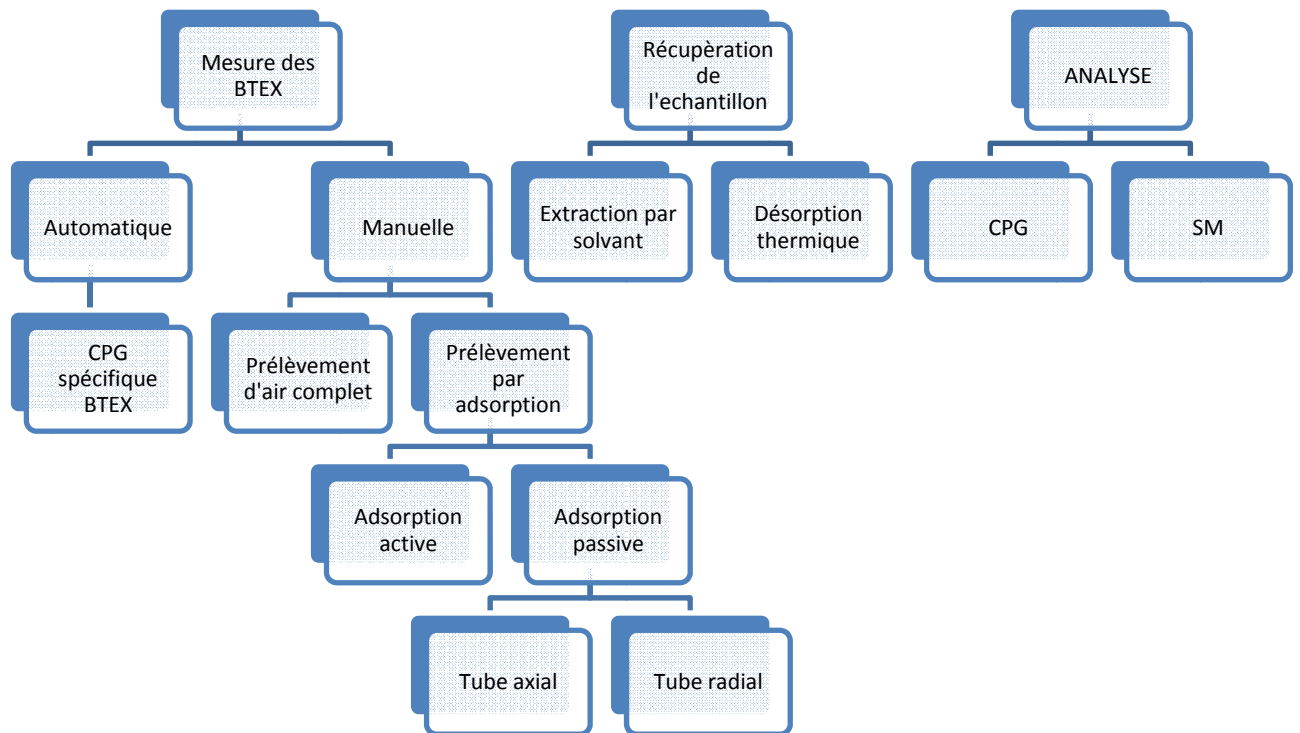 Mesure des
BTEX
Récupèration
de
l'echantillon
ANALYSE
Automatique
Manuelle
Extraction par
solvant
Désorption
thermique
CPG
SM
CPG
spécifique
BTEX
Prélèvement
d'air complet
Prélèvement
par
adsorption
Adsorption
active
Adsorption
passive
Tube axial
Tube radial